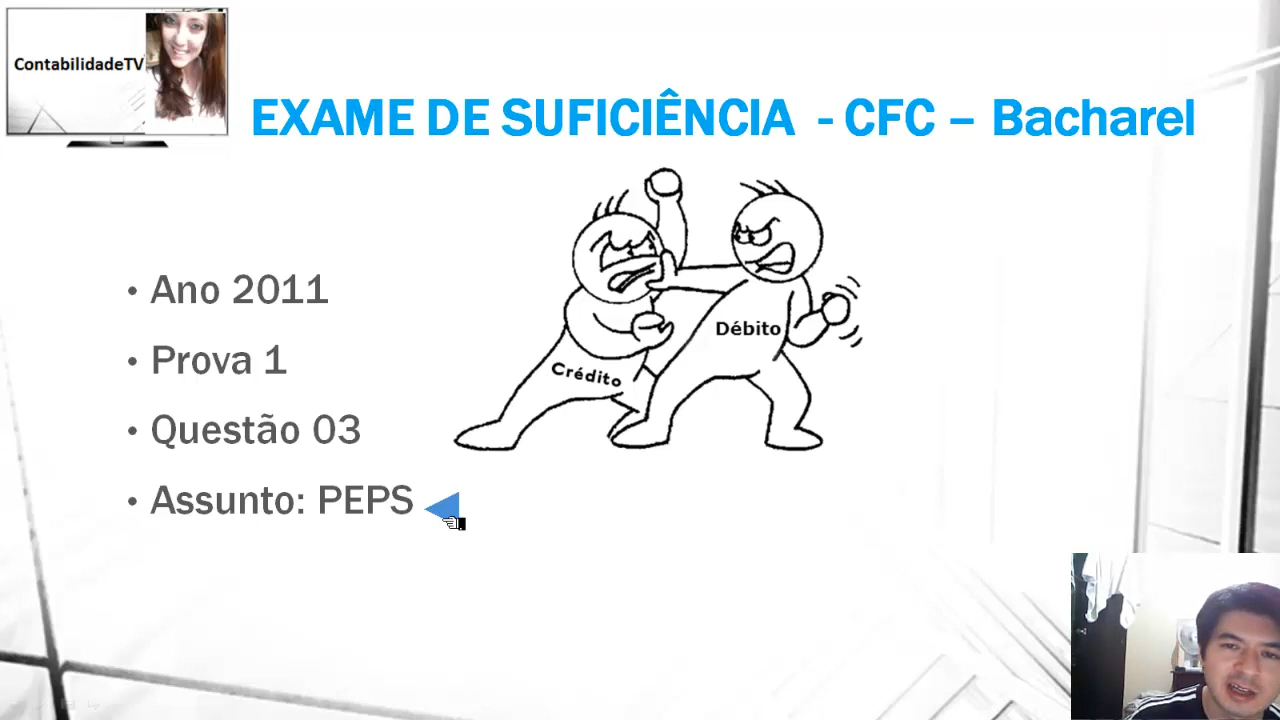 ContabilidadeTV
EXAME DE SUFICIÊNCIA - CFC – Bacharel
• Ano 2011
• Prova 1
• Questão 03
• Assunto: PEPS
Crédito
Débito